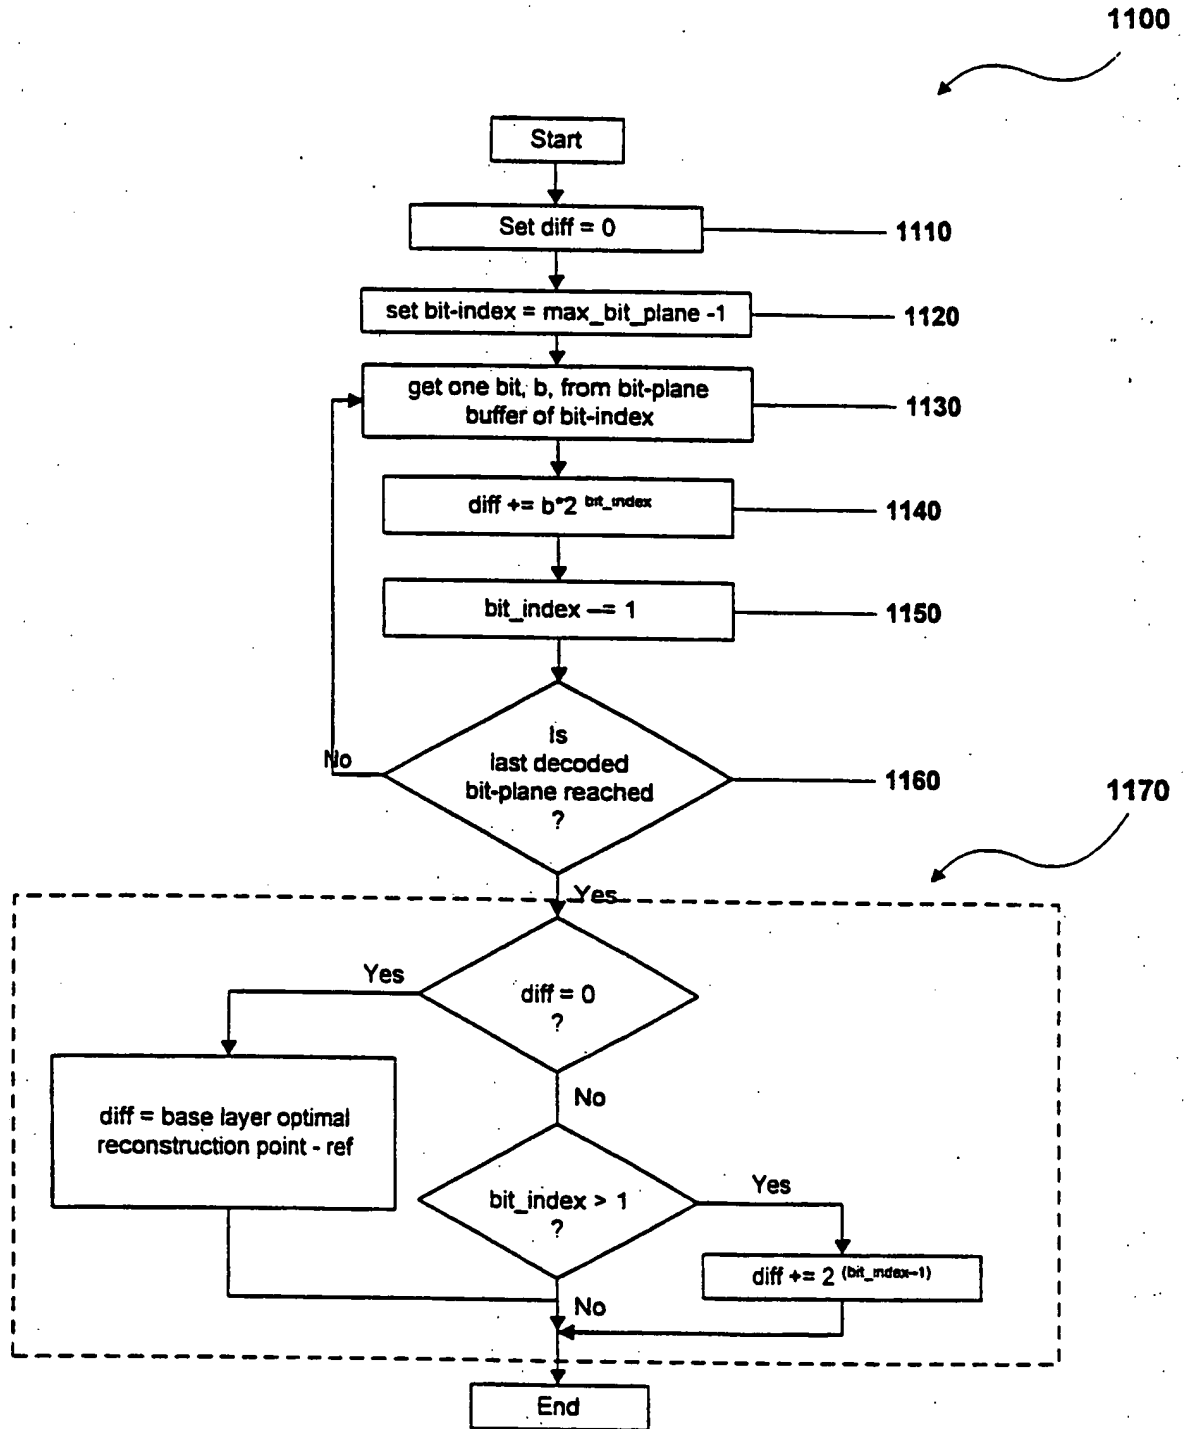 1100
Start
Set diff = 0
1110
set bit-index = max_bit_plane -1
1120
get one bit, b, from bit-plane
buffer of bit-index
1130
diff += b*2 bit_index
1140
bit_index -= 1
1150
Is
last decoded
bit-plane reached
?
No
1160
1170
Yes
diff = 0
?
Yes
No
diff = base layer optimal
reconstruction point - ref
bit_index > 1
?
Yes
diff += 2 (bit_index-1)
No
End